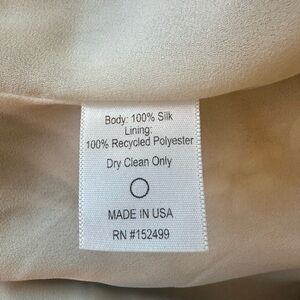 Body: 100% Silk
Lining:
100% Recycled Polyester
Dry Clean Only
MADE IN USA
RN #152499